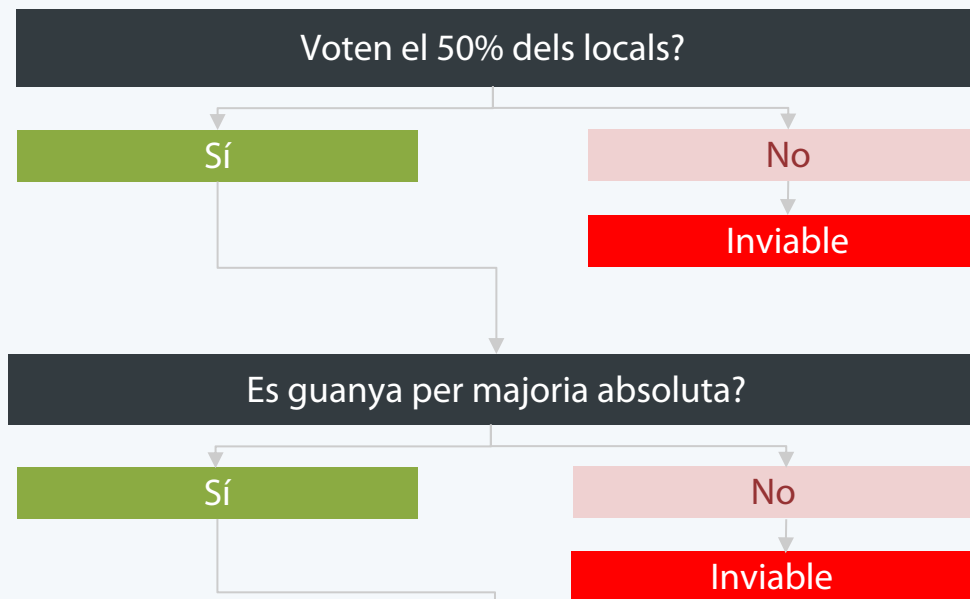 Voten el 50% dels locals?
Sí
No
Inviable
Es guanya per majoria absoluta?
Sí
No
Inviable